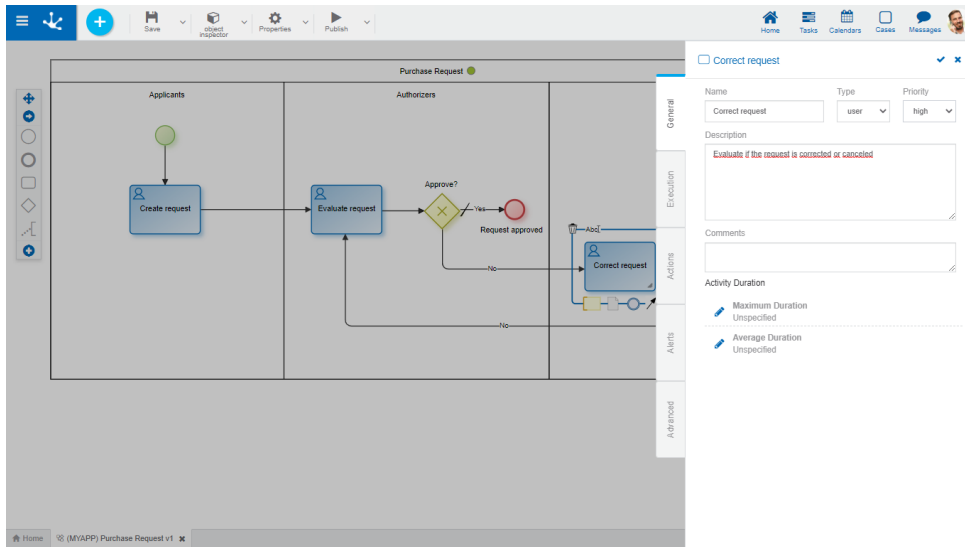 Save
object
inspector
Properties
Publish
Home
Tasks
Calendars
Cases
Messages
Purchase Request
Applicants
Authorizers
Create request
Evaluate request
Approve?
Yes
Request approved
No
Abc
Correct request
No
General
Execution
Actions
Alerts
Advanced
Correct request
Name
Type
Priority
Correct request
user
high
Description
Evaluate if the request is corrected or canceled
Comments
Activity Duration
Maximum Duration
Unspecified
Average Duration
Unspecified
Home
(MYAPP) Purchase Request v1